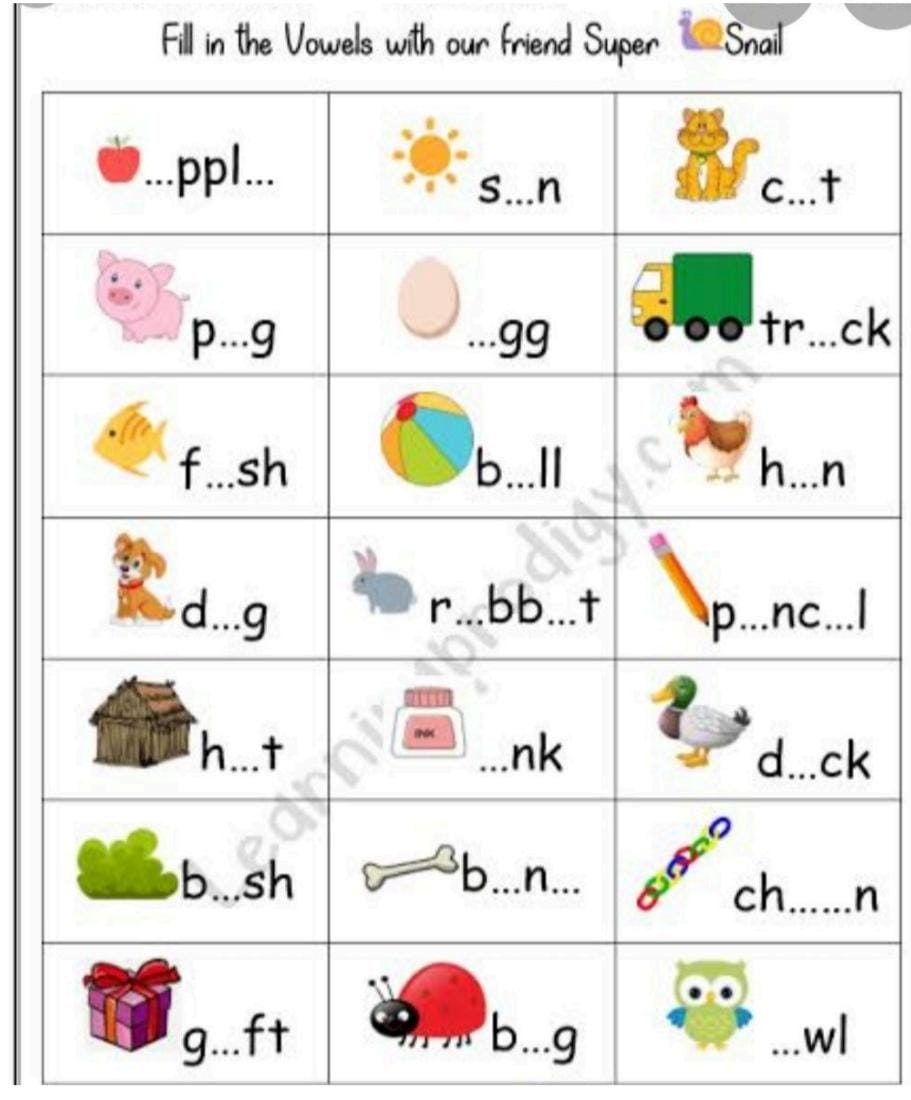 Fill in the Vowels with our friend Super Snail
...ppl... s...n c...t
p...g ...gg tr...ck
f...sh b...ll h...n
d...g r...bb...t p...nc...l
h...t INK ...nk d...ck
b...sh b...n... ch......n
g...ft b...g ...wl